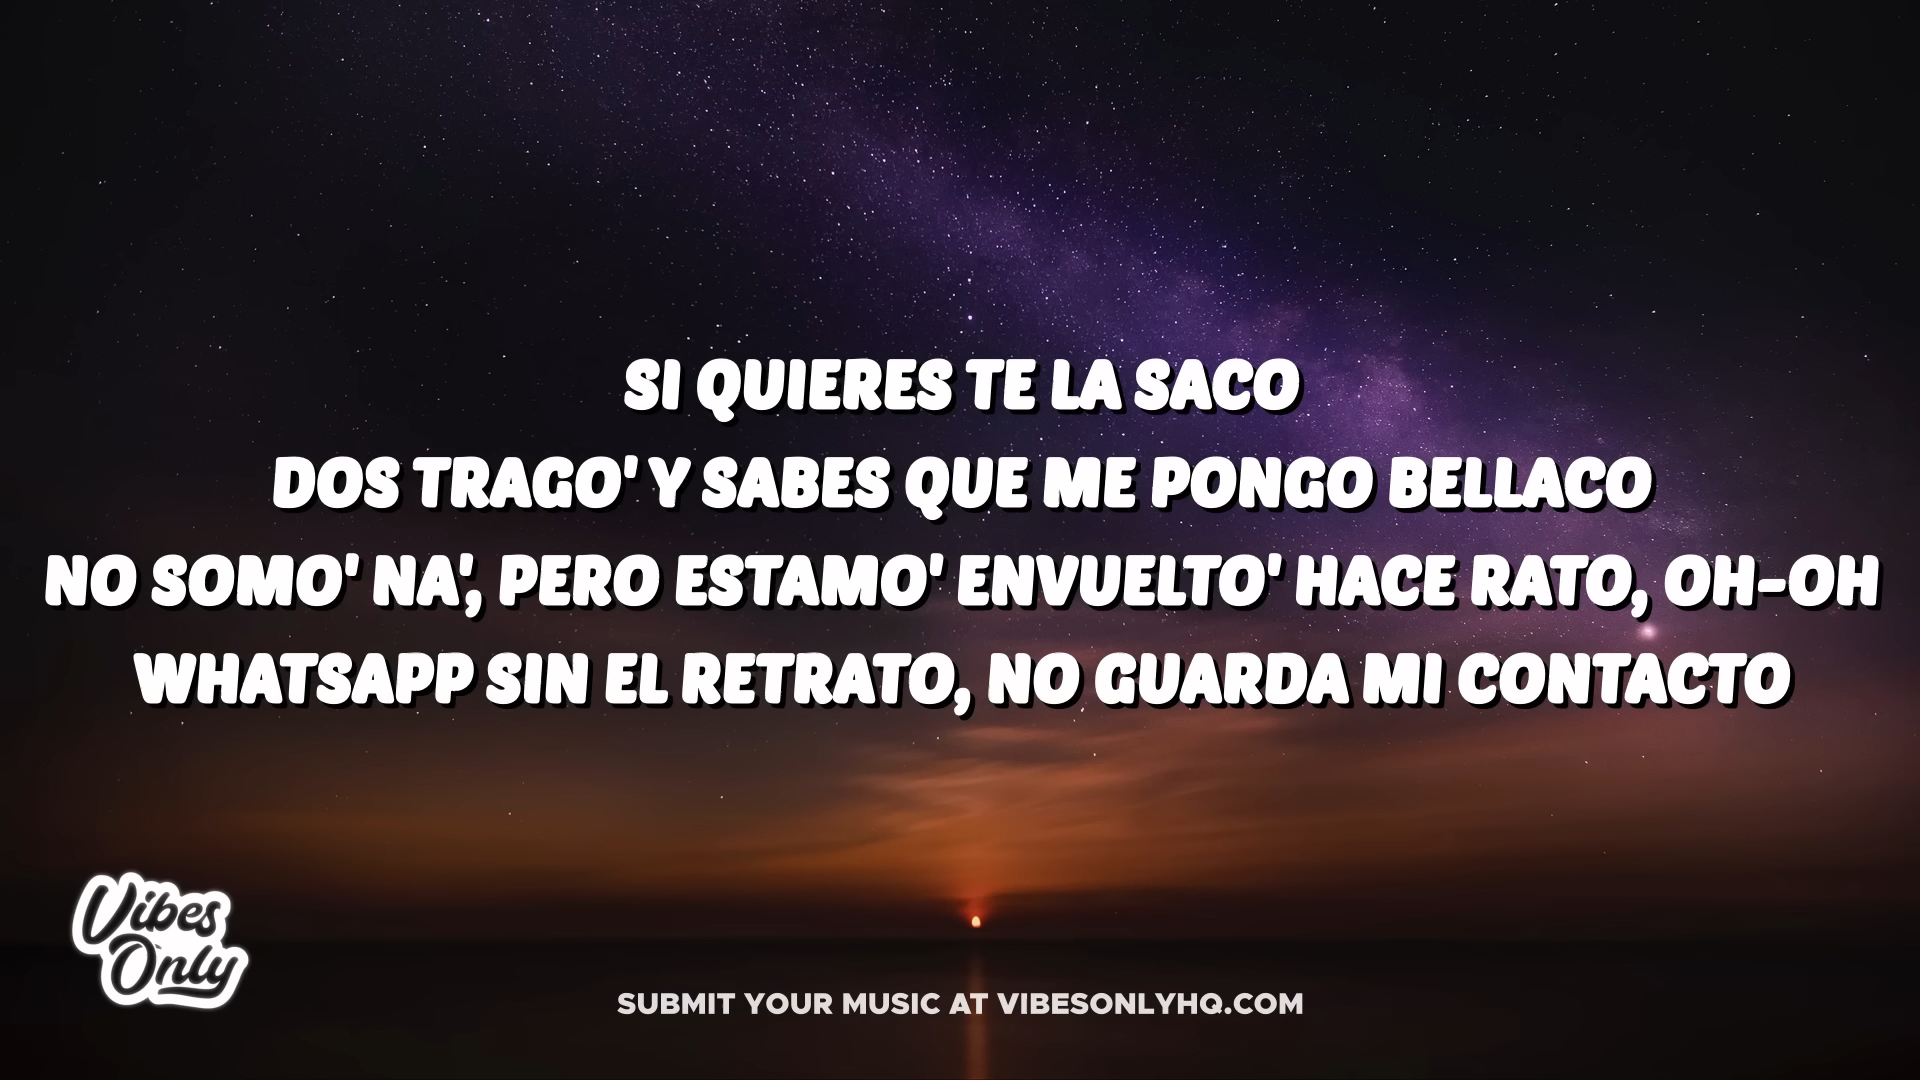 SI QUIERES TE LA SACO
DOS TRAGO' Y SABES QUE ME PONGO BELLACO
NO SOMO' NA', PERO ESTAMO' ENVUELTO' HACE RATO, OH-OH
WHATSAPP SIN EL RETRATO, NO GUARDA MI CONTACTO
Vibes
Only
SUBMIT YOUR MUSIC AT VIBESONLYHQ.COM